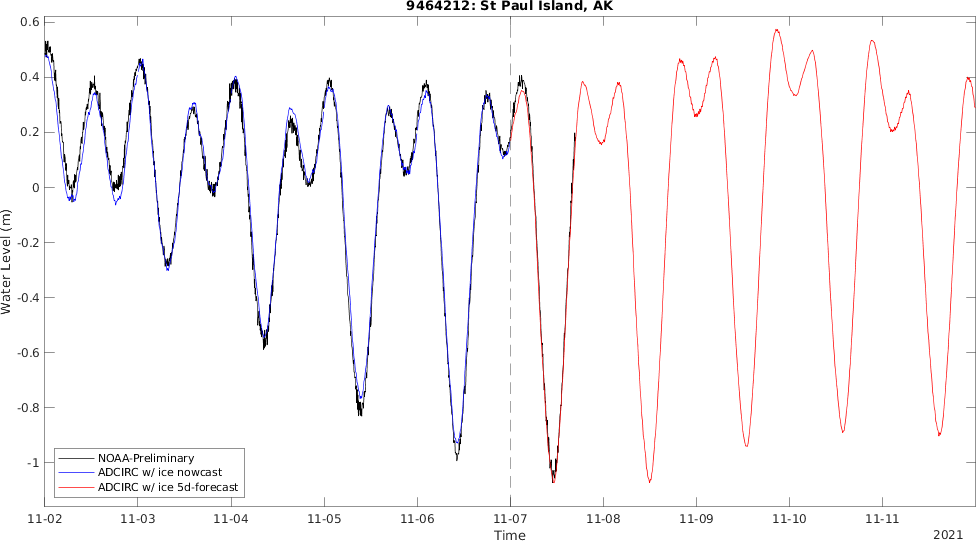 9464212: St Paul Island, AK
0.6
0.4
0.2
0
-0.2
-0.4
-0.6
-0.8
-1
Water Level (m)
NOAA-Preliminary
ADCIRC w/ ice nowcast
ADCIRC w/ ice 5d-forecast
11-02 11-03 11-04 11-05 11-06 11-07 11-08 11-09 11-10 11-11
Time
2021